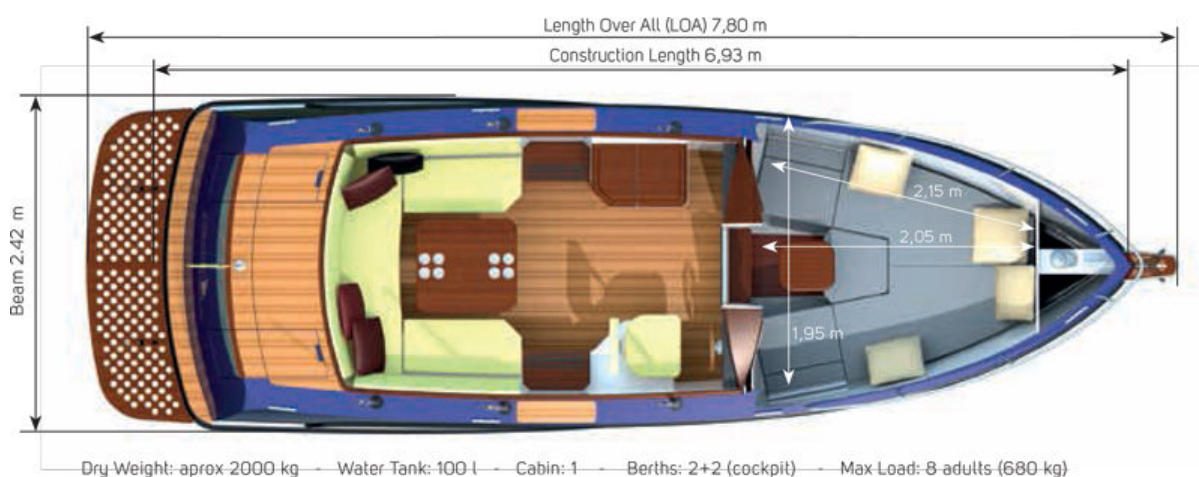 Length Over All (LOA) 7,80 m
Construction Length 6,93 m
Beam 2.42 m
2,15 m
2,05 m
1,95 m
Dry Weight: aprox 2000 kg - Water Tank: 100 l - Cabin: 1 - Berths: 2+2 (cockpit) - Max Load: 8 adults (680 kg)